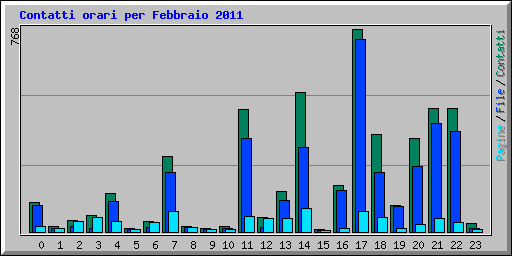 Contatti orari per Febbraio 2011
768
Pagine / File / Contatti
0 1 2 3 4 5 6 7 8 9 10 11 12 13 14 15 16 17 18 19 20 21 22 23